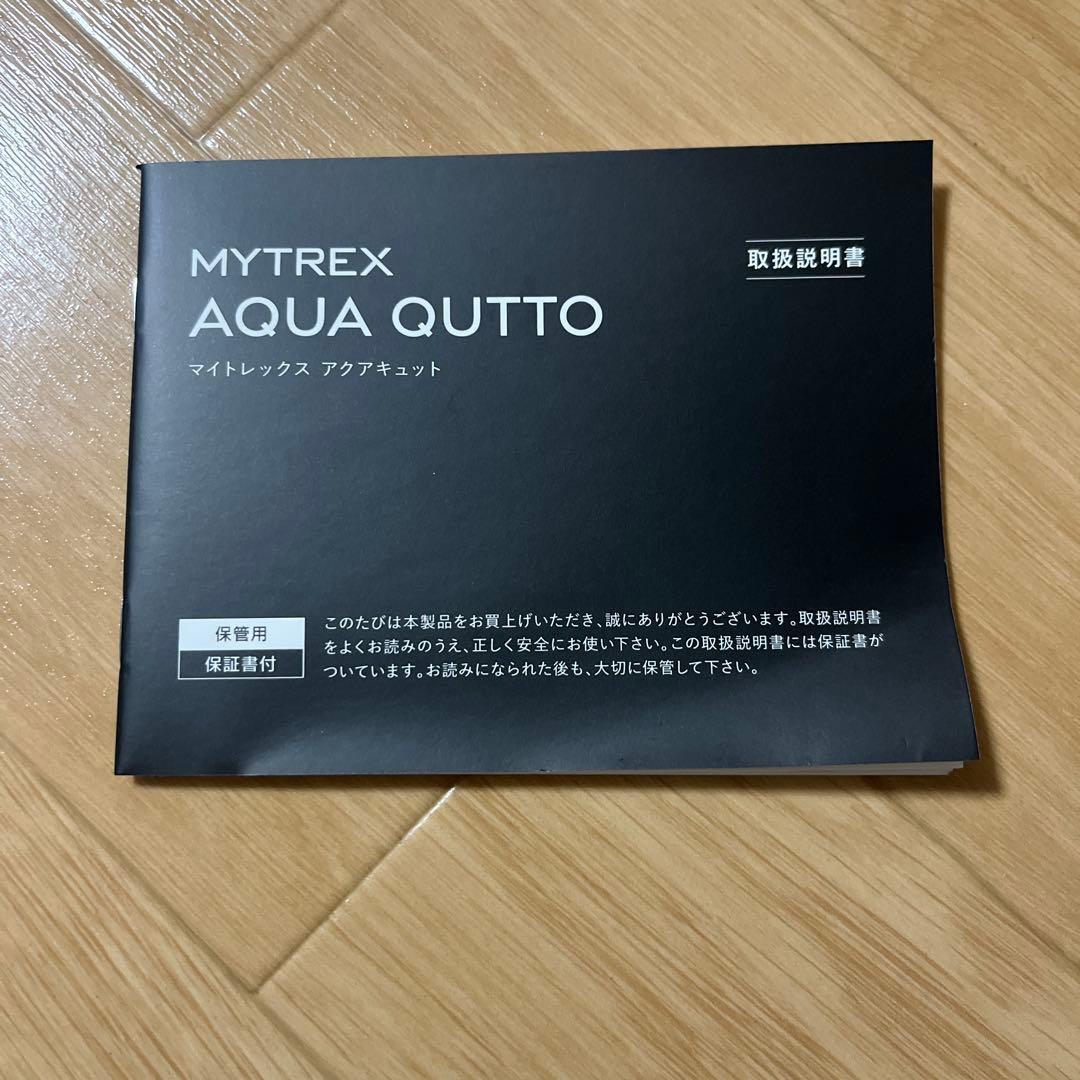 MYTREX
AQUA QUTTO
マイトレックス アクアキュット
取扱説明書
保管用
保証書付
このたびは本製品をお買上げいただき、誠にありがとうございます。取扱説明書
をよくお読みのうえ、正しく安全にお使い下さい。この取扱説明書には保証書が
ついています。お読みになられた後も、大切に保管して下さい。